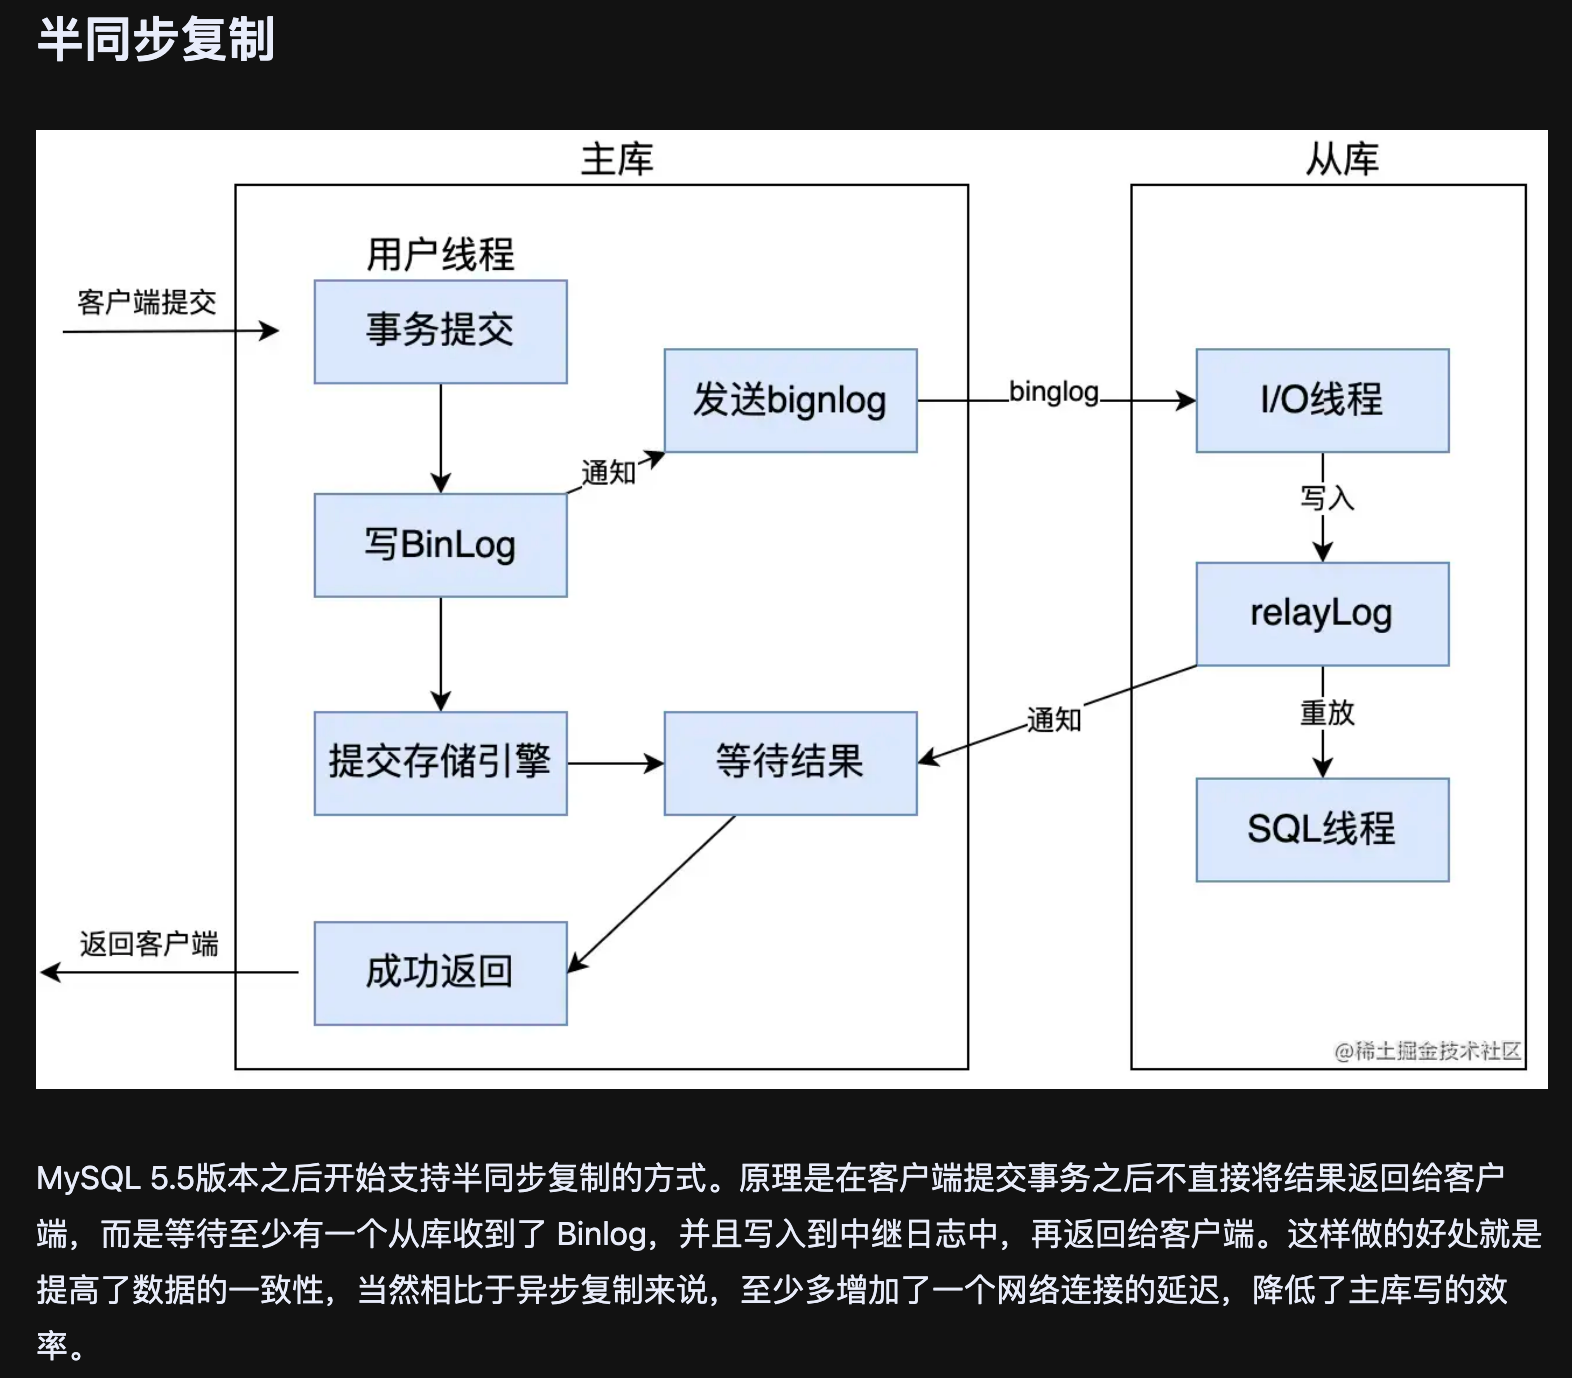 半同步复制
主库
从库
用户线程
客户端提交
事务提交
发送bignlog
binglog
I/O线程
通知
写入
写BinLog
relayLog
通知
重放
提交存储引擎
等待结果
SQL线程
返回客户端
成功返回
@稀土掘金技术社区
MySQL 5.5版本之后开始支持半同步复制的方式。原理是在客户端提交事务之后不直接将结果返回给客户
端，而是等待至少有一个从库收到了 Binlog，并且写入到中继日志中，再返回给客户端。这样做的好处就是
提高了数据的一致性，当然相比于异步复制来说，至少多增加了一个网络连接的延迟，降低了主库写的效
率。